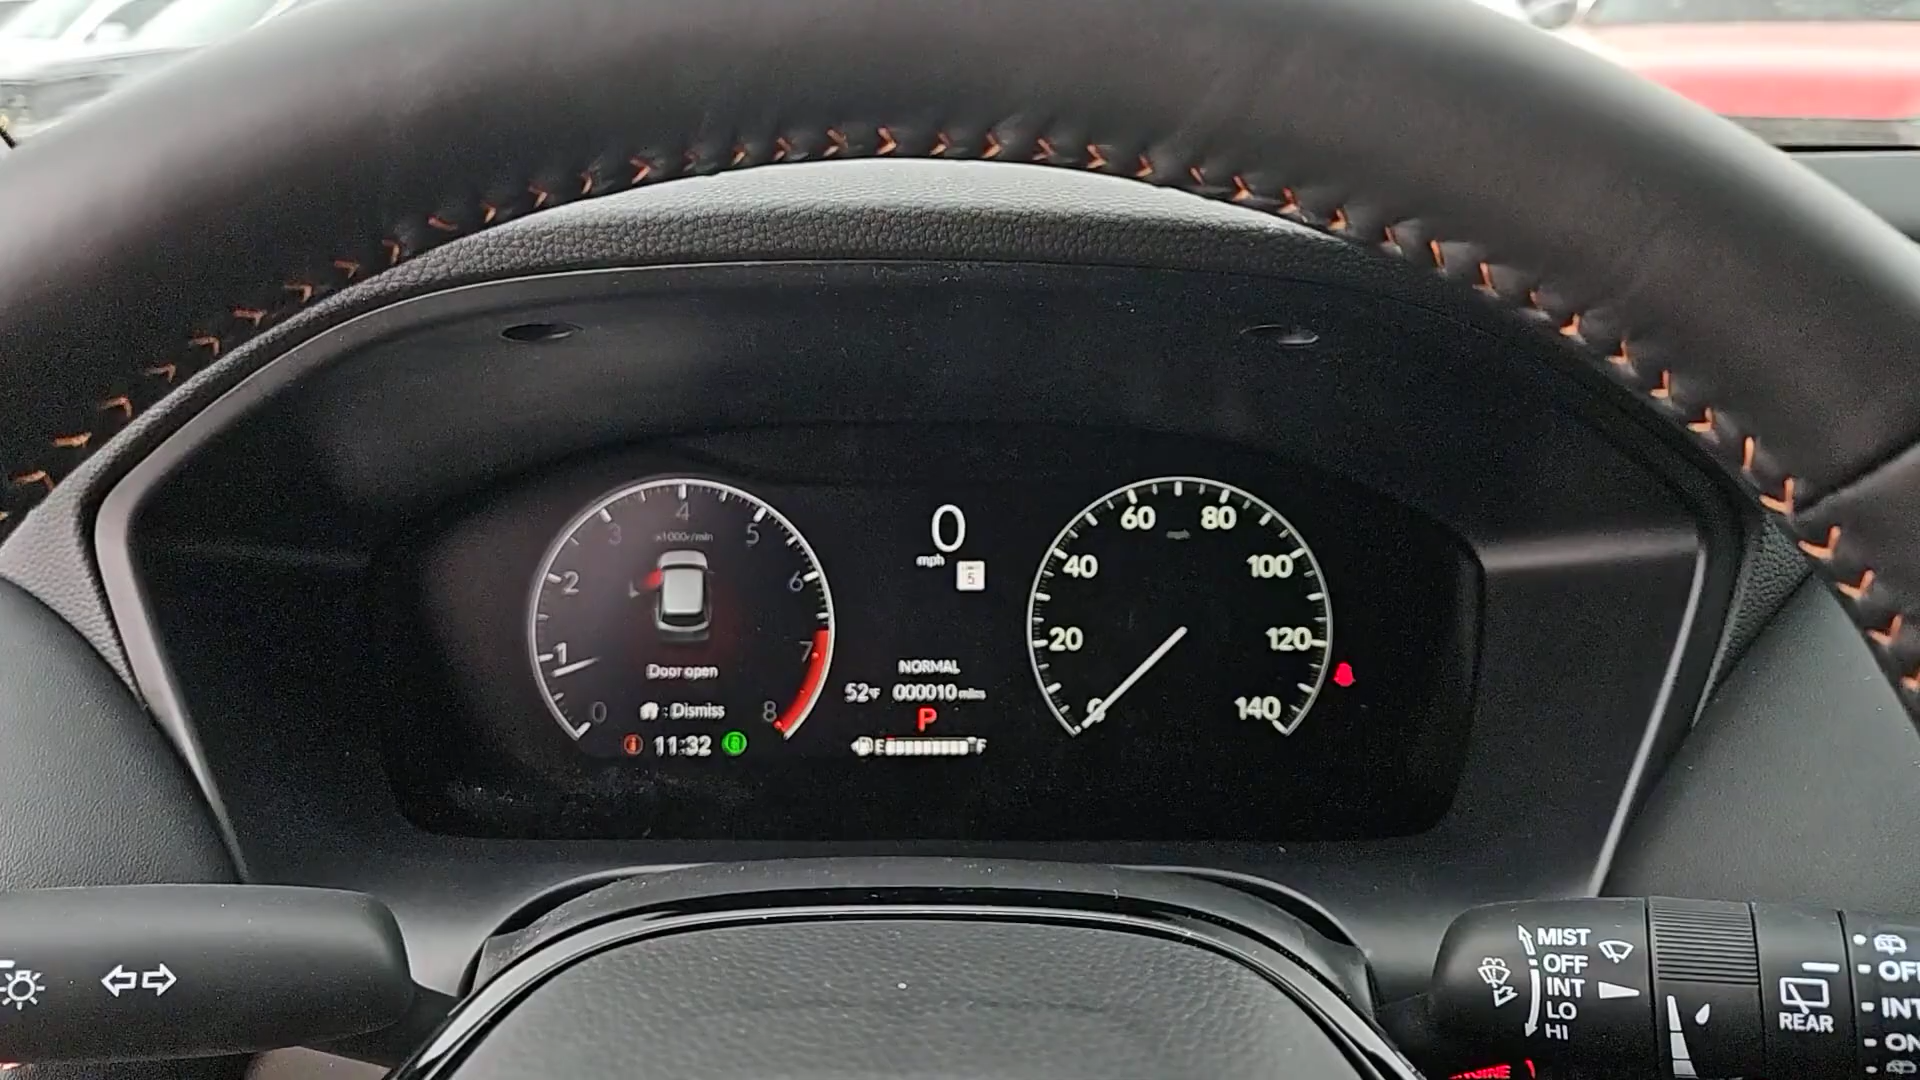 4
3
5
x1000r/min
2
6
1
7
Door open
0
: Dismiss
8
11:32
0
mph
5
NORMAL
52°F 000010 miles
P
E F
60 80
mph
40 100
20 120
0 140
MIST
OFF
INT
LO
HI
REAR
ON
ENGINE